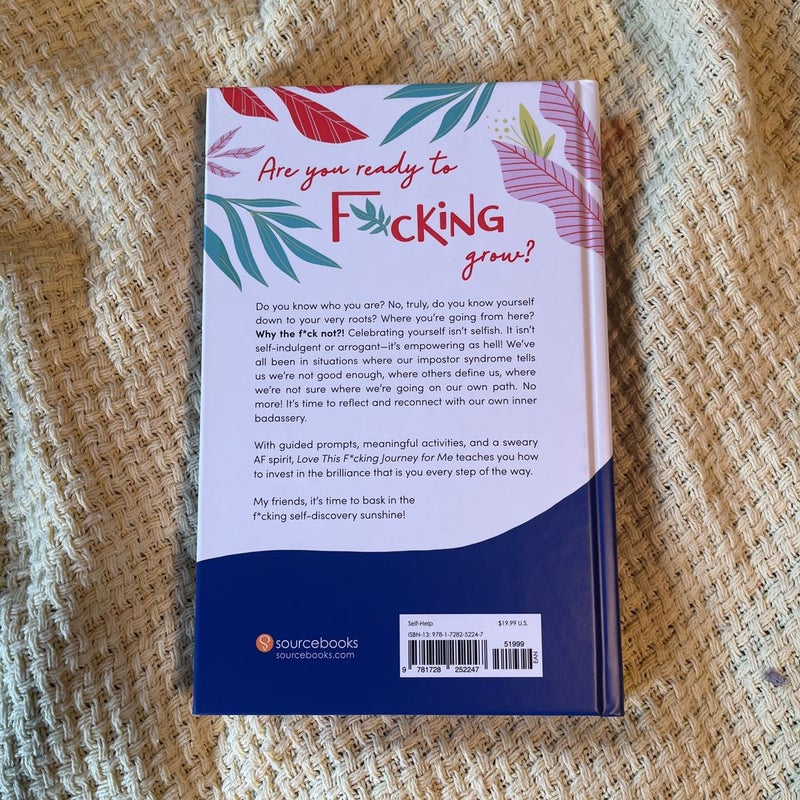 Are you ready to
F*cking
grow?
Do you know who you are? No, truly, do you know yourself
down to your very roots? Where you're going from here?
Why the f*ck not?! Celebrating yourself isn't selfish. It isn't
self-indulgent or arrogant—it's empowering as hell! We've
all been in situations where our impostor syndrome tells
us we're not good enough, where others define us, where
we're not sure where we're going on our own path. No
more! It's time to reflect and reconnect with our own inner
badassery.
With guided prompts, meaningful activities, and a sweary
AF spirit, Love This F*cking Journey for Me teaches you how
to invest in the brilliance that is you every step of the way.
My friends, it's time to bask in the
f*cking self-discovery sunshine!
sourcebooks
sourcebooks.com
Self-Help $19.99 U.S.
ISBN-13: 978-1-7282-5224-7
51999
9 781728 252247
EAN